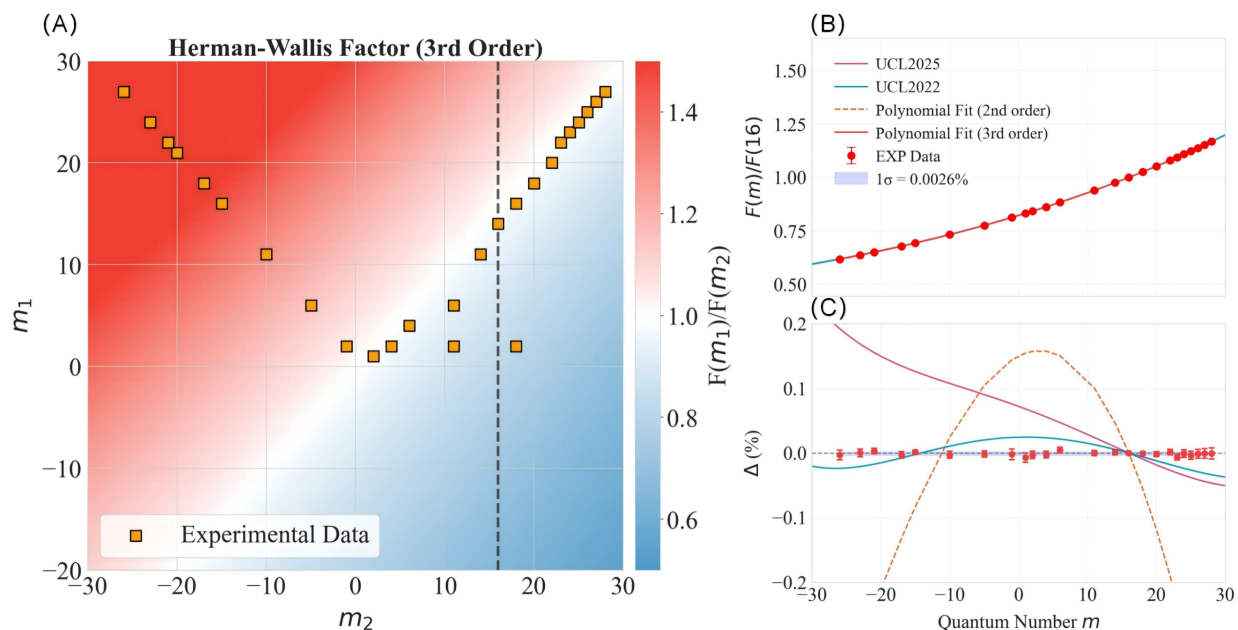 (A)
Herman-Wallis Factor (3rd Order)
30
20
10
0
−10
−20
m₁
Experimental Data
−30
−20
−10
0
10
20
30
m₂
1.4
1.2
1.0
0.8
0.6
F(m₁)/F(m₂)
(B)
1.50
1.25
1.00
0.75
0.50
F(m)/F(16)
UCL2025
UCL2022
Polynomial Fit (2nd order)
Polynomial Fit (3rd order)
EXP Data
1σ = 0.0026%
(C)
0.2
0.1
0.0
−0.1
−0.2
Δ (%)
−30
−20
−10
0
10
20
30
Quantum Number m